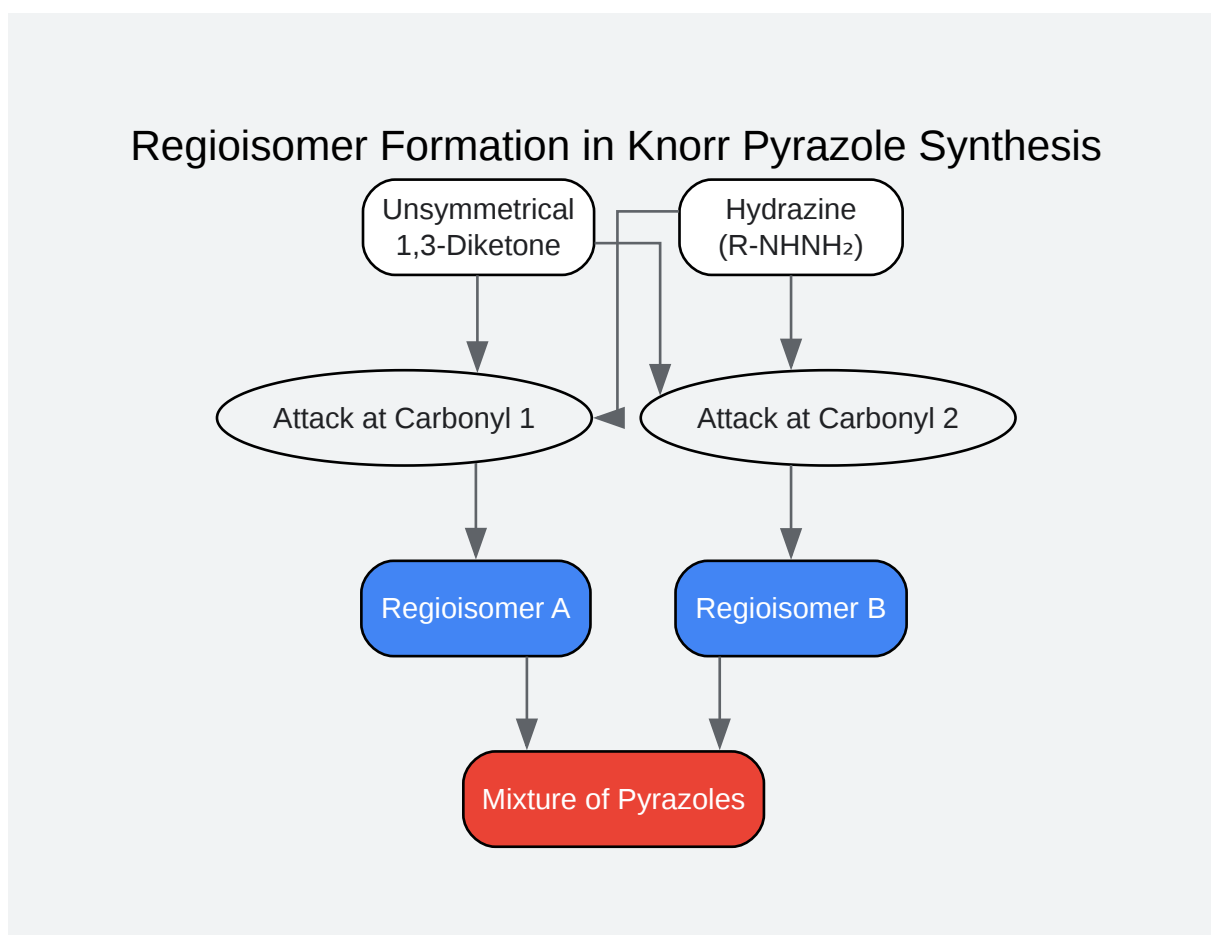 Regioisomer Formation in Knorr Pyrazole Synthesis
Unsymmetrical
1,3-Diketone
Hydrazine
(R-NHNH₂)
Attack at Carbonyl 1
Attack at Carbonyl 2
Regioisomer A
Regioisomer B
Mixture of Pyrazoles